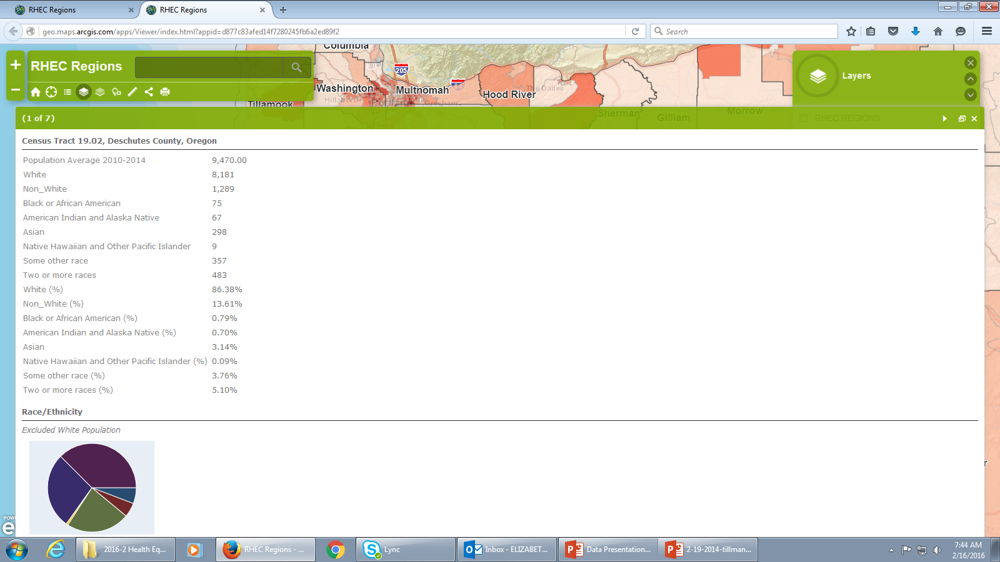 RHEC Regions
RHEC Regions
geo.maps.arcgis.com/apps/Viewer/index.html?appid=d877c83afed14f7280245fb6a2ed89f2
Search
Columbia
205
RHEC Regions
Layers
Washington
Multnomah
Hood River
The Dalles
Hillsboro
Gresham
Tillamook
Sherman
Gilliam
Morrow
(1 of 7)
RHEC REGIONS
Census Tract 19.02, Deschutes County, Oregon
Population Average 2010-2014 9,470.00
White 8,181
Non_White 1,289
Black or African American 75
American Indian and Alaska Native 67
Asian 298
Native Hawaiian and Other Pacific Islander 9
Some other race 357
Two or more races 483
White (%) 86.38%
Non_White (%) 13.61%
Black or African American (%) 0.79%
American Indian and Alaska Native (%) 0.70%
Asian 3.14%
Native Hawaiian and Other Pacific Islander (%) 0.09%
Some other race (%) 3.76%
Two or more races (%) 5.10%
Race/Ethnicity
Excluded White Population
2016-2 Health Eq...
RHEC Regions - ...
Lync
Inbox - ELIZABET...
Data Presentation...
2-19-2014-tillman...
7:44 AM
2/16/2016